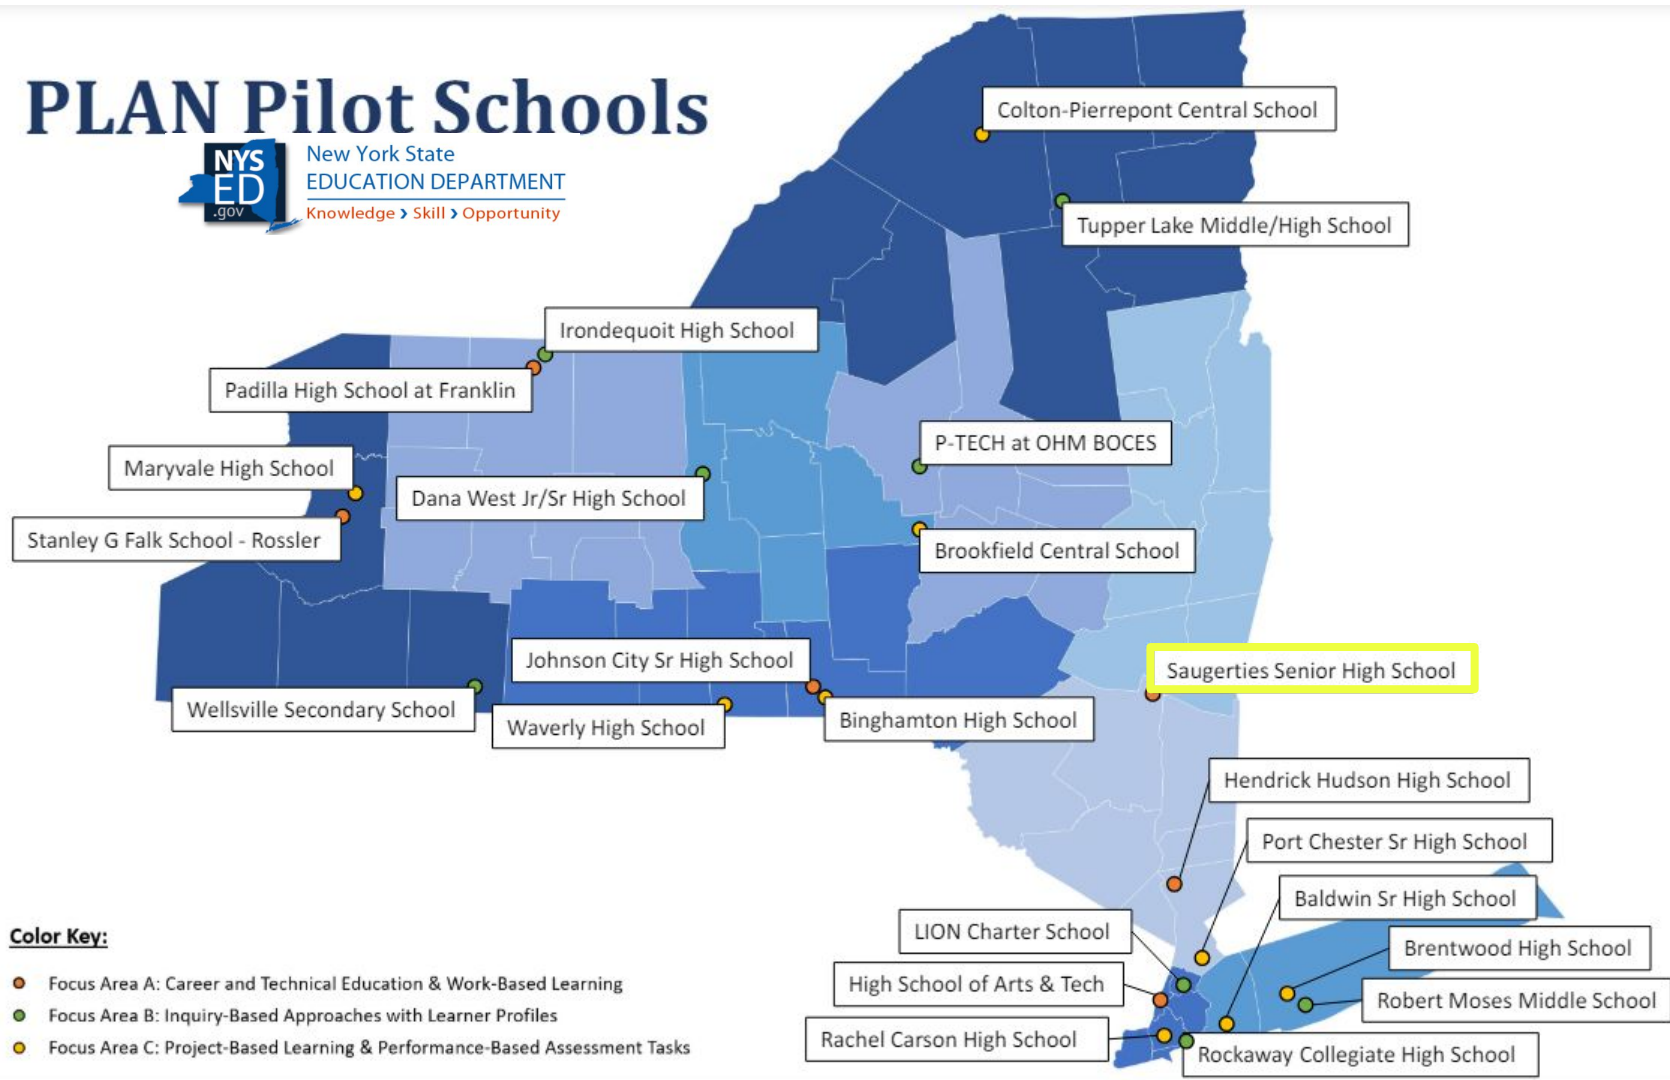 PLAN Pilot Schools
NYS
ED
.gov
New York State
EDUCATION DEPARTMENT
Knowledge › Skill › Opportunity
Colton-Pierrepont Central School
Tupper Lake Middle/High School
Irondequoit High School
Padilla High School at Franklin
P-TECH at OHM BOCES
Maryvale High School
Dana West Jr/Sr High School
Stanley G Falk School - Rossler
Brookfield Central School
Johnson City Sr High School
Saugerties Senior High School
Wellsville Secondary School
Waverly High School
Binghamton High School
Hendrick Hudson High School
Port Chester Sr High School
Baldwin Sr High School
LION Charter School
Brentwood High School
High School of Arts & Tech
Robert Moses Middle School
Rachel Carson High School
Rockaway Collegiate High School
Color Key:
Focus Area A: Career and Technical Education & Work-Based Learning
Focus Area B: Inquiry-Based Approaches with Learner Profiles
Focus Area C: Project-Based Learning & Performance-Based Assessment Tasks